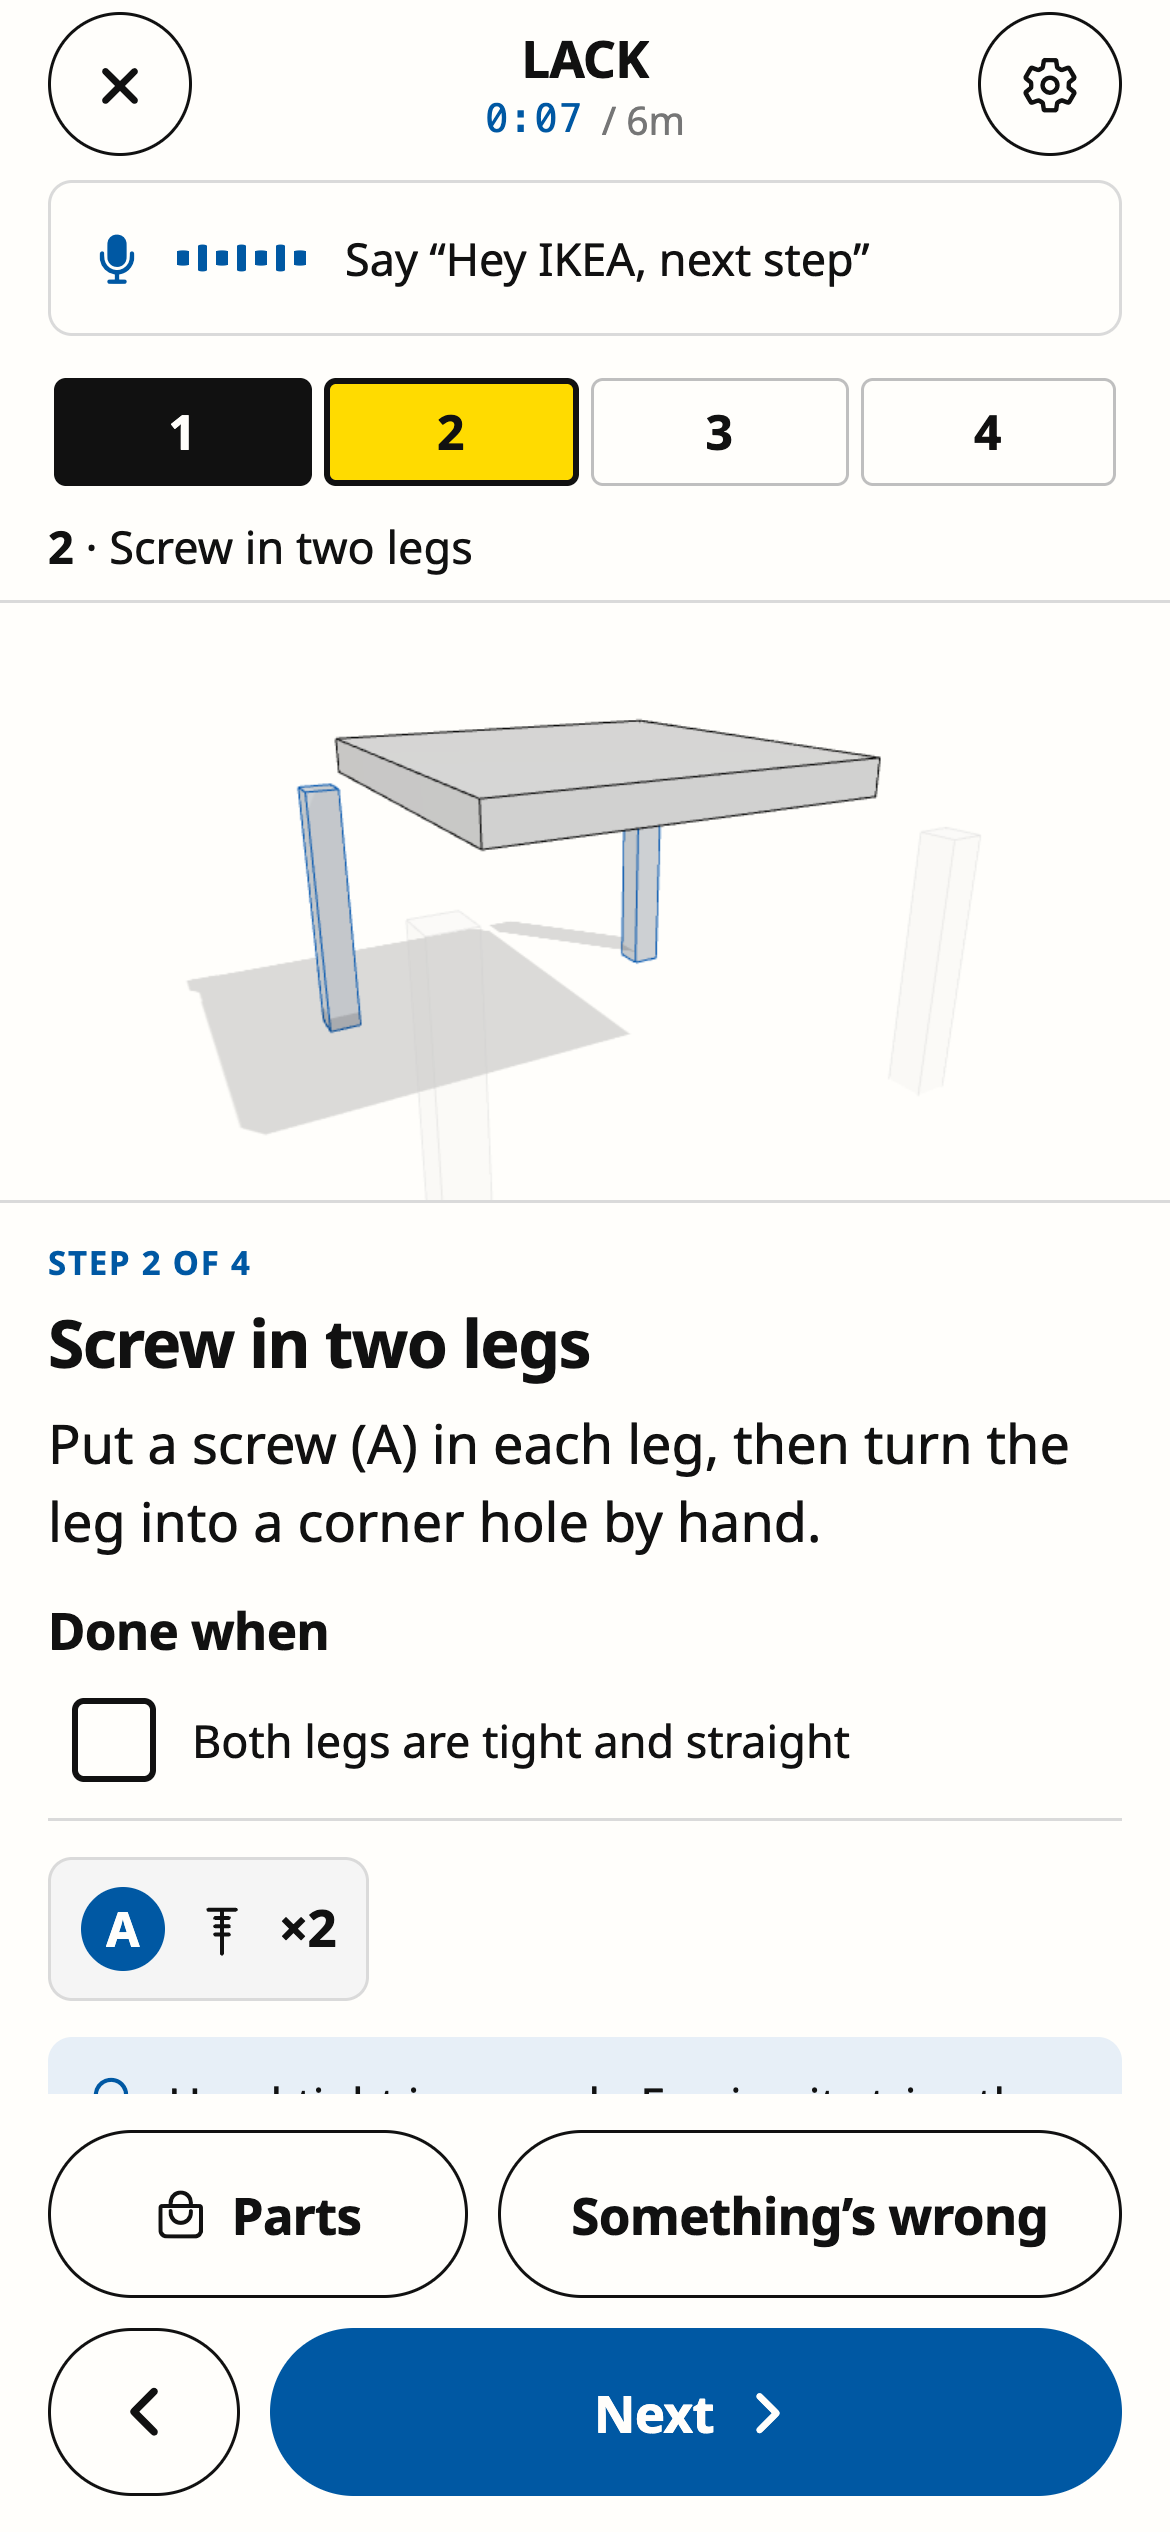 LACK
0:07 / 6m
Say “Hey IKEA, next step”
1 2 3 4
2 · Screw in two legs
STEP 2 OF 4
Screw in two legs
Put a screw (A) in each leg, then turn the
leg into a corner hole by hand.
Done when
Both legs are tight and straight
A ×2
Parts
Something’s wrong
Next